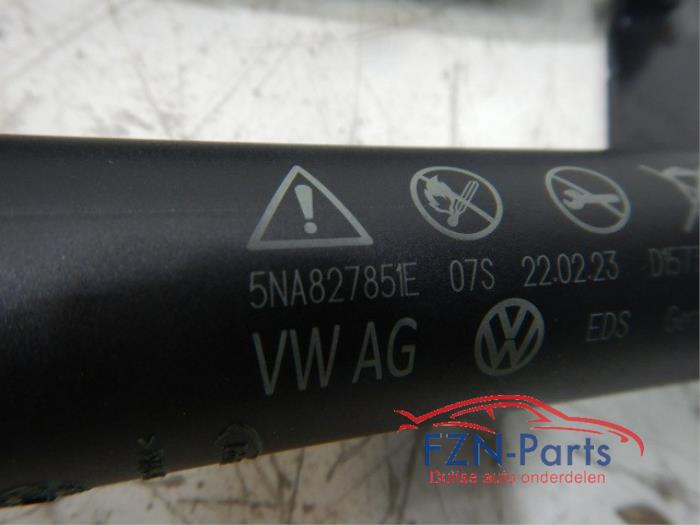 5NA827851E 07S 22.02.23
VW AG EDS
FZN-Parts
Duitse auto onderdelen